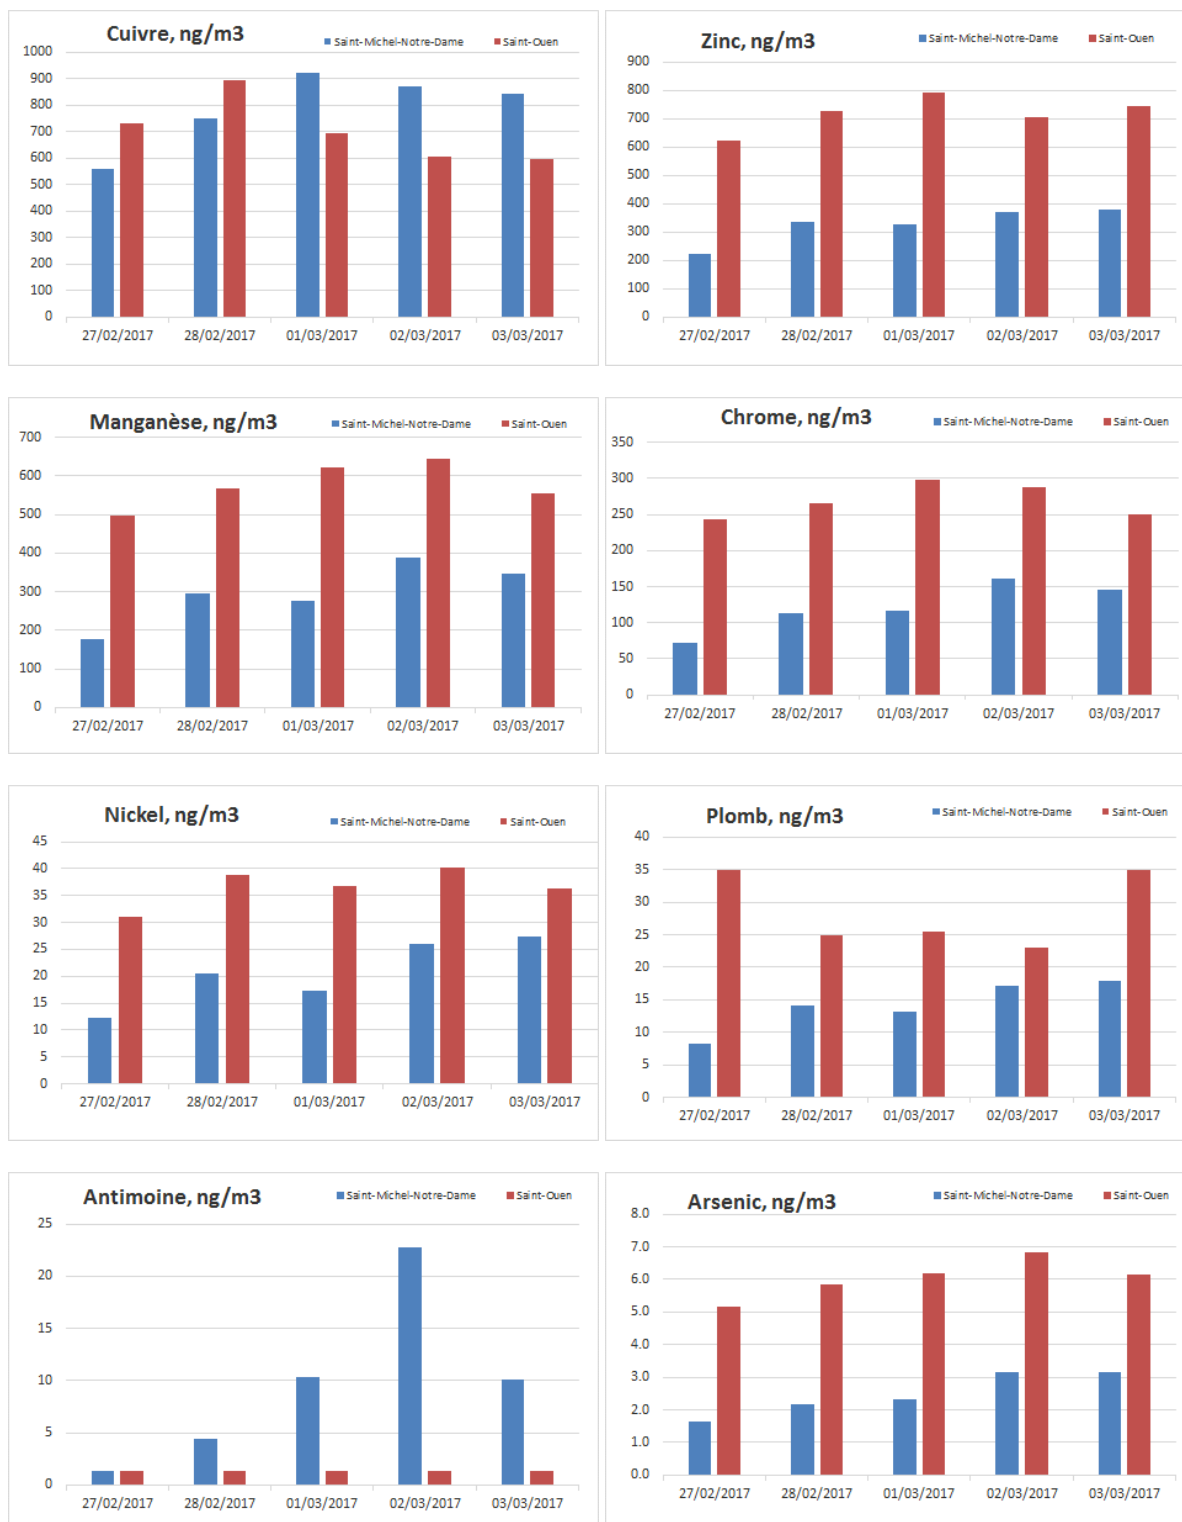 Cuivre, ng/m3
Saint-Michel-Notre-Dame Saint-Ouen
1000
900
800
700
600
500
400
300
200
100
0
27/02/2017 28/02/2017 01/03/2017 02/03/2017 03/03/2017
Zinc, ng/m3
Saint-Michel-Notre-Dame Saint-Ouen
900
800
700
600
500
400
300
200
100
0
27/02/2017 28/02/2017 01/03/2017 02/03/2017 03/03/2017
Manganèse, ng/m3
Saint-Michel-Notre-Dame Saint-Ouen
700
600
500
400
300
200
100
0
27/02/2017 28/02/2017 01/03/2017 02/03/2017 03/03/2017
Chrome, ng/m3
Saint-Michel-Notre-Dame Saint-Ouen
350
300
250
200
150
100
50
0
27/02/2017 28/02/2017 01/03/2017 02/03/2017 03/03/2017
Nickel, ng/m3
Saint-Michel-Notre-Dame Saint-Ouen
45
40
35
30
25
20
15
10
5
0
27/02/2017 28/02/2017 01/03/2017 02/03/2017 03/03/2017
Plomb, ng/m3
Saint-Michel-Notre-Dame Saint-Ouen
40
35
30
25
20
15
10
5
0
27/02/2017 28/02/2017 01/03/2017 02/03/2017 03/03/2017
Antimoine, ng/m3
Saint-Michel-Notre-Dame Saint-Ouen
25
20
15
10
5
0
27/02/2017 28/02/2017 01/03/2017 02/03/2017 03/03/2017
Arsenic, ng/m3
Saint-Michel-Notre-Dame Saint-Ouen
8.0
7.0
6.0
5.0
4.0
3.0
2.0
1.0
0.0
27/02/2017 28/02/2017 01/03/2017 02/03/2017 03/03/2017